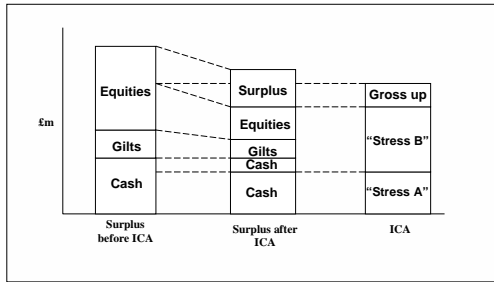 £m
Equities
Gilts
Cash
Surplus
Equities
Gilts
Cash
Cash
Gross up
“Stress B”
“Stress A”
Surplus
before ICA
Surplus after
ICA
ICA